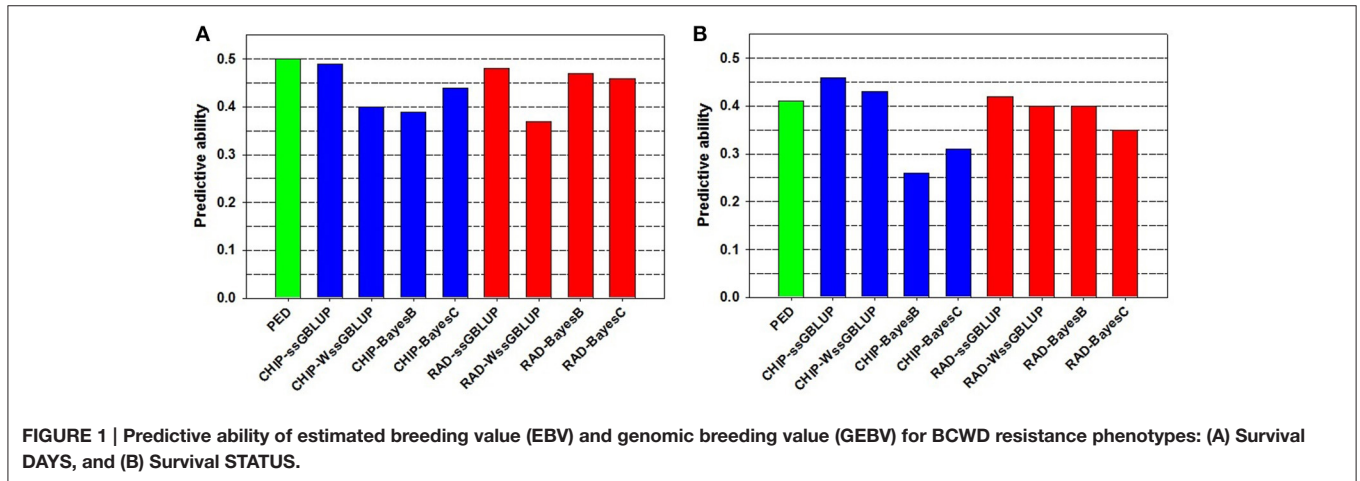 A
Predictive ability
0.5
0.4
0.3
0.2
0.1
0.0
PED
CHIP-ssGBLUP
CHIP-WssGBLUP
CHIP-BayesB
CHIP-BayesC
RAD-ssGBLUP
RAD-WssGBLUP
RAD-BayesB
RAD-BayesC
B
Predictive ability
0.5
0.4
0.3
0.2
0.1
0.0
PED
CHIP-ssGBLUP
CHIP-WssGBLUP
CHIP-BayesB
CHIP-BayesC
RAD-ssGBLUP
RAD-WssGBLUP
RAD-BayesB
RAD-BayesC
FIGURE 1 | Predictive ability of estimated breeding value (EBV) and genomic breeding value (GEBV) for BCWD resistance phenotypes: (A) Survival
DAYS, and (B) Survival STATUS.